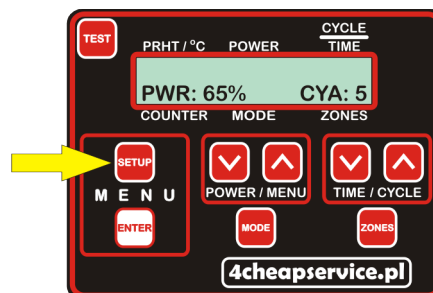 TEST
CYCLE
PRHT / °C POWER TIME
PWR: 65% CYA: 5
COUNTER MODE ZONES
SETUP
MENU
ENTER
POWER / MENU
TIME / CYCLE
MODE
ZONES
4cheapservice.pl